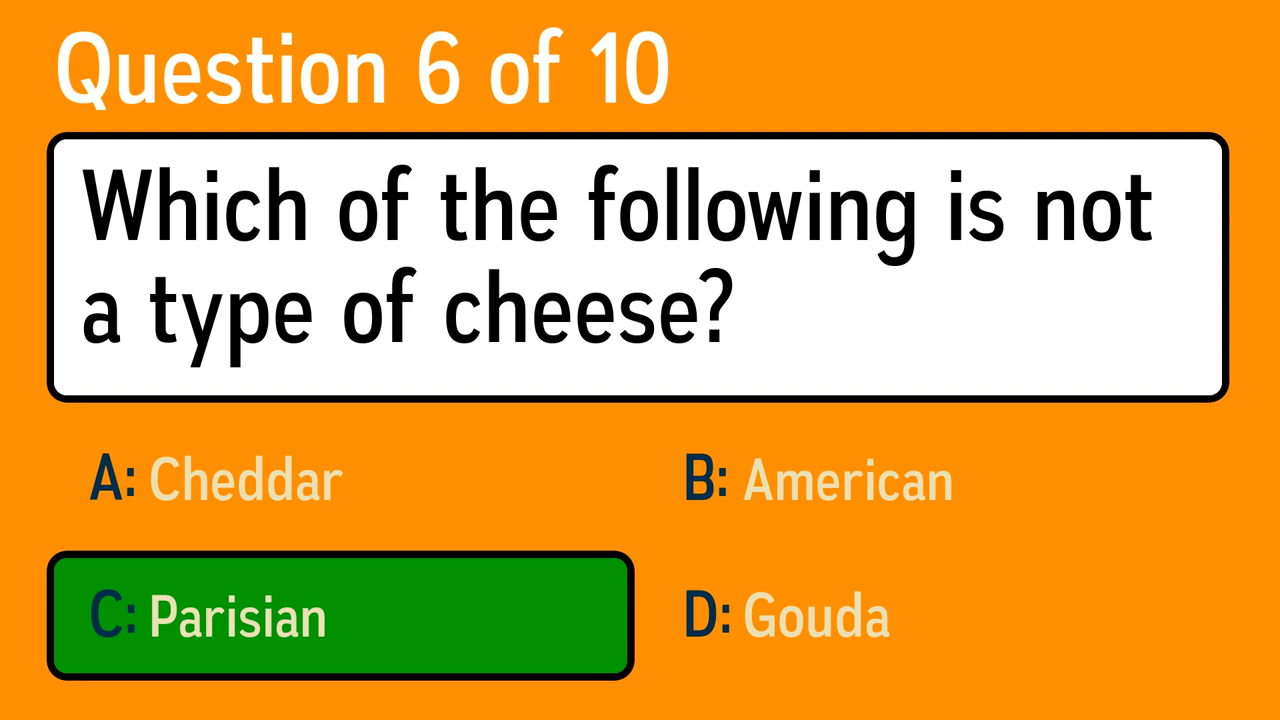 Question 6 of 10
Which of the following is not
a type of cheese?
A: Cheddar
B: American
C: Parisian
D: Gouda